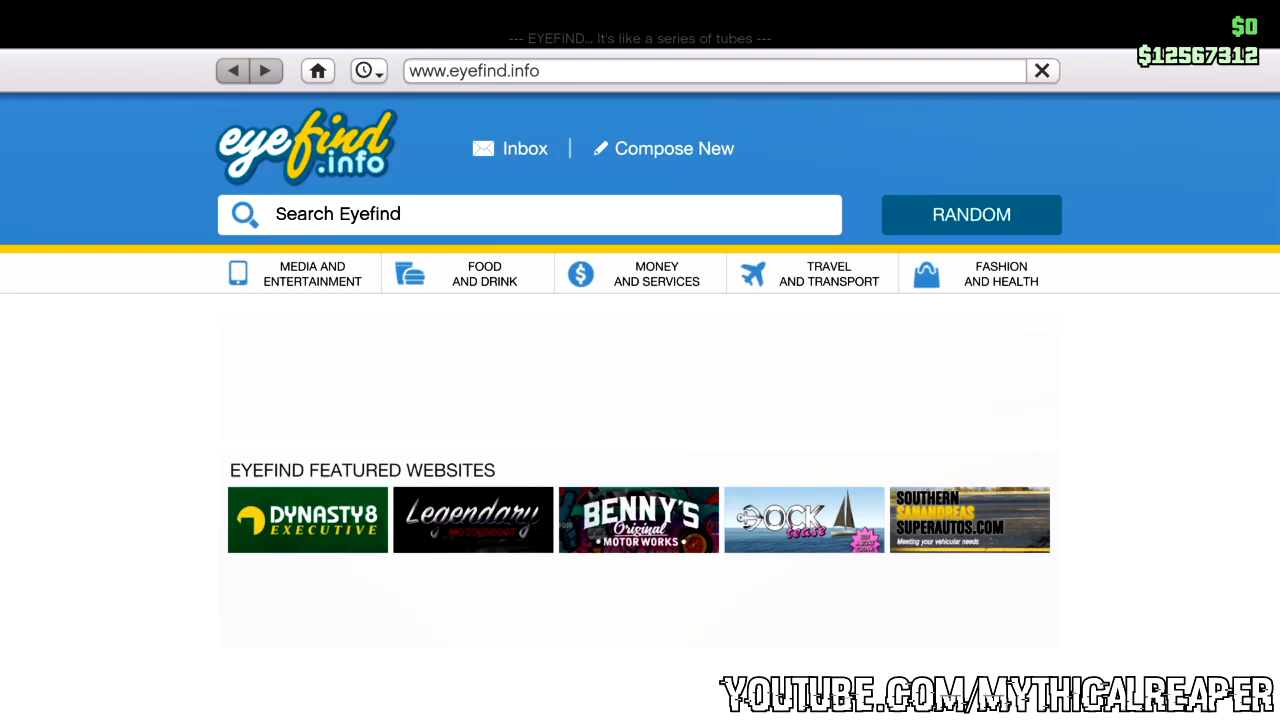 --- EYEFIND... It's like a series of tubes ---
$0
$12567312
www.eyefind.info
eyefind
.info
Inbox
Compose New
Search Eyefind
RANDOM
MEDIA AND
ENTERTAINMENT
FOOD
AND DRINK
MONEY
AND SERVICES
TRAVEL
AND TRANSPORT
FASHION
AND HEALTH
EYEFIND FEATURED WEBSITES
DYNASTY8
EXECUTIVE
Legendary
MOTORSPORT
BENNY'S
Original
MOTOR WORKS
DOCK
tease
SOUTHERN
SANANDREAS
SUPERAUTOS.COM
Meeting your vehicular needs
YOUTUBE.COM/MYTHICALREAPER